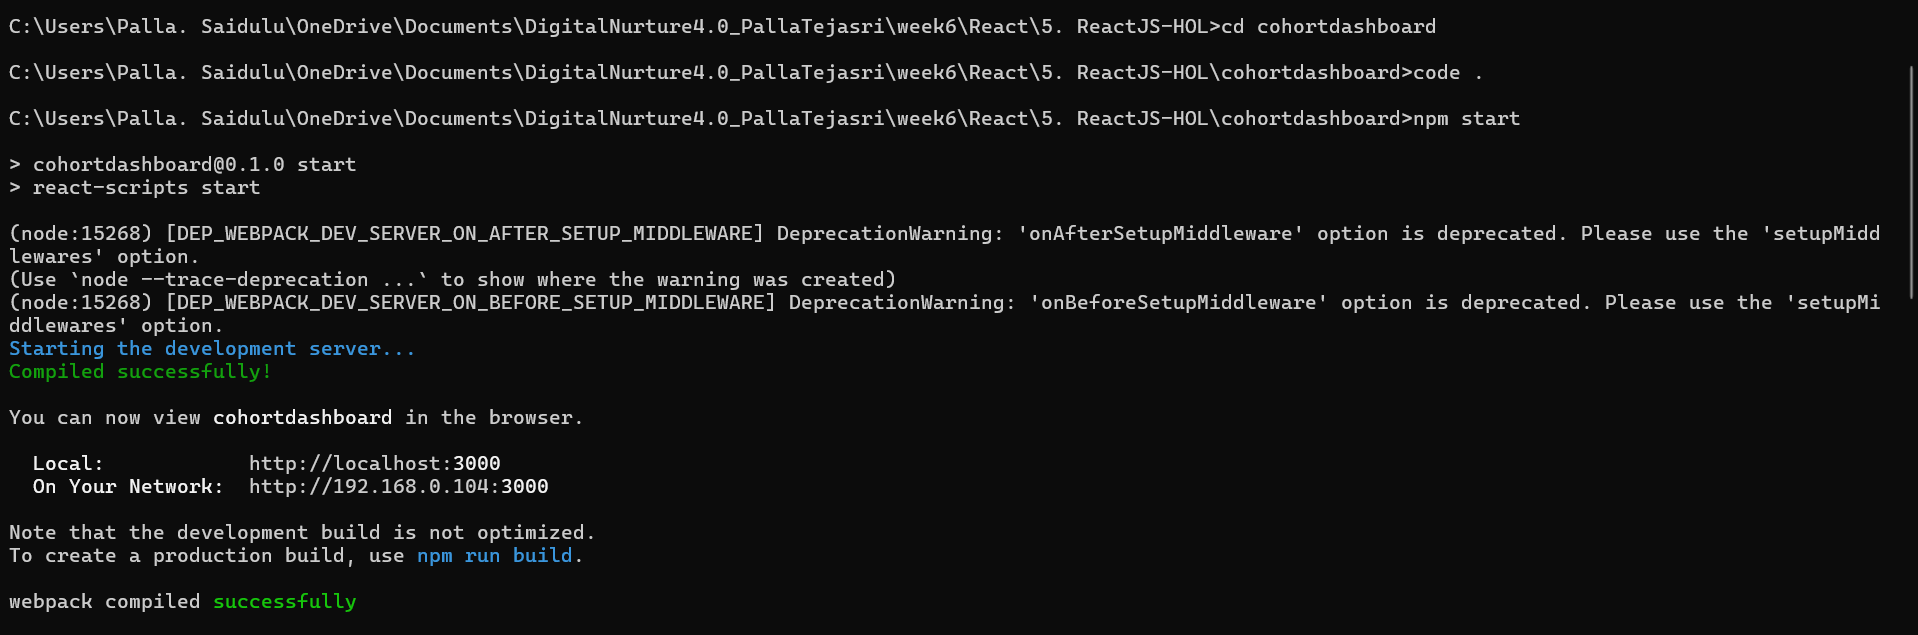 C:\Users\Palla. Saidulu\OneDrive\Documents\DigitalNurture4.0_PallaTejasri\week6\React\5. ReactJS-HOL>cd cohortdashboard
C:\Users\Palla. Saidulu\OneDrive\Documents\DigitalNurture4.0_PallaTejasri\week6\React\5. ReactJS-HOL\cohortdashboard>code .
C:\Users\Palla. Saidulu\OneDrive\Documents\DigitalNurture4.0_PallaTejasri\week6\React\5. ReactJS-HOL\cohortdashboard>npm start
> cohortdashboard@0.1.0 start
> react-scripts start
(node:15268) [DEP_WEBPACK_DEV_SERVER_ON_AFTER_SETUP_MIDDLEWARE] DeprecationWarning: 'onAfterSetupMiddleware' option is deprecated. Please use the 'setupMidd
lewares' option.
(Use `node --trace-deprecation ...` to show where the warning was created)
(node:15268) [DEP_WEBPACK_DEV_SERVER_ON_BEFORE_SETUP_MIDDLEWARE] DeprecationWarning: 'onBeforeSetupMiddleware' option is deprecated. Please use the 'setupMi
ddlewares' option.
Starting the development server...
Compiled successfully!
You can now view cohortdashboard in the browser.
Local: http://localhost:3000
On Your Network: http://192.168.0.104:3000
Note that the development build is not optimized.
To create a production build, use npm run build.
webpack compiled successfully